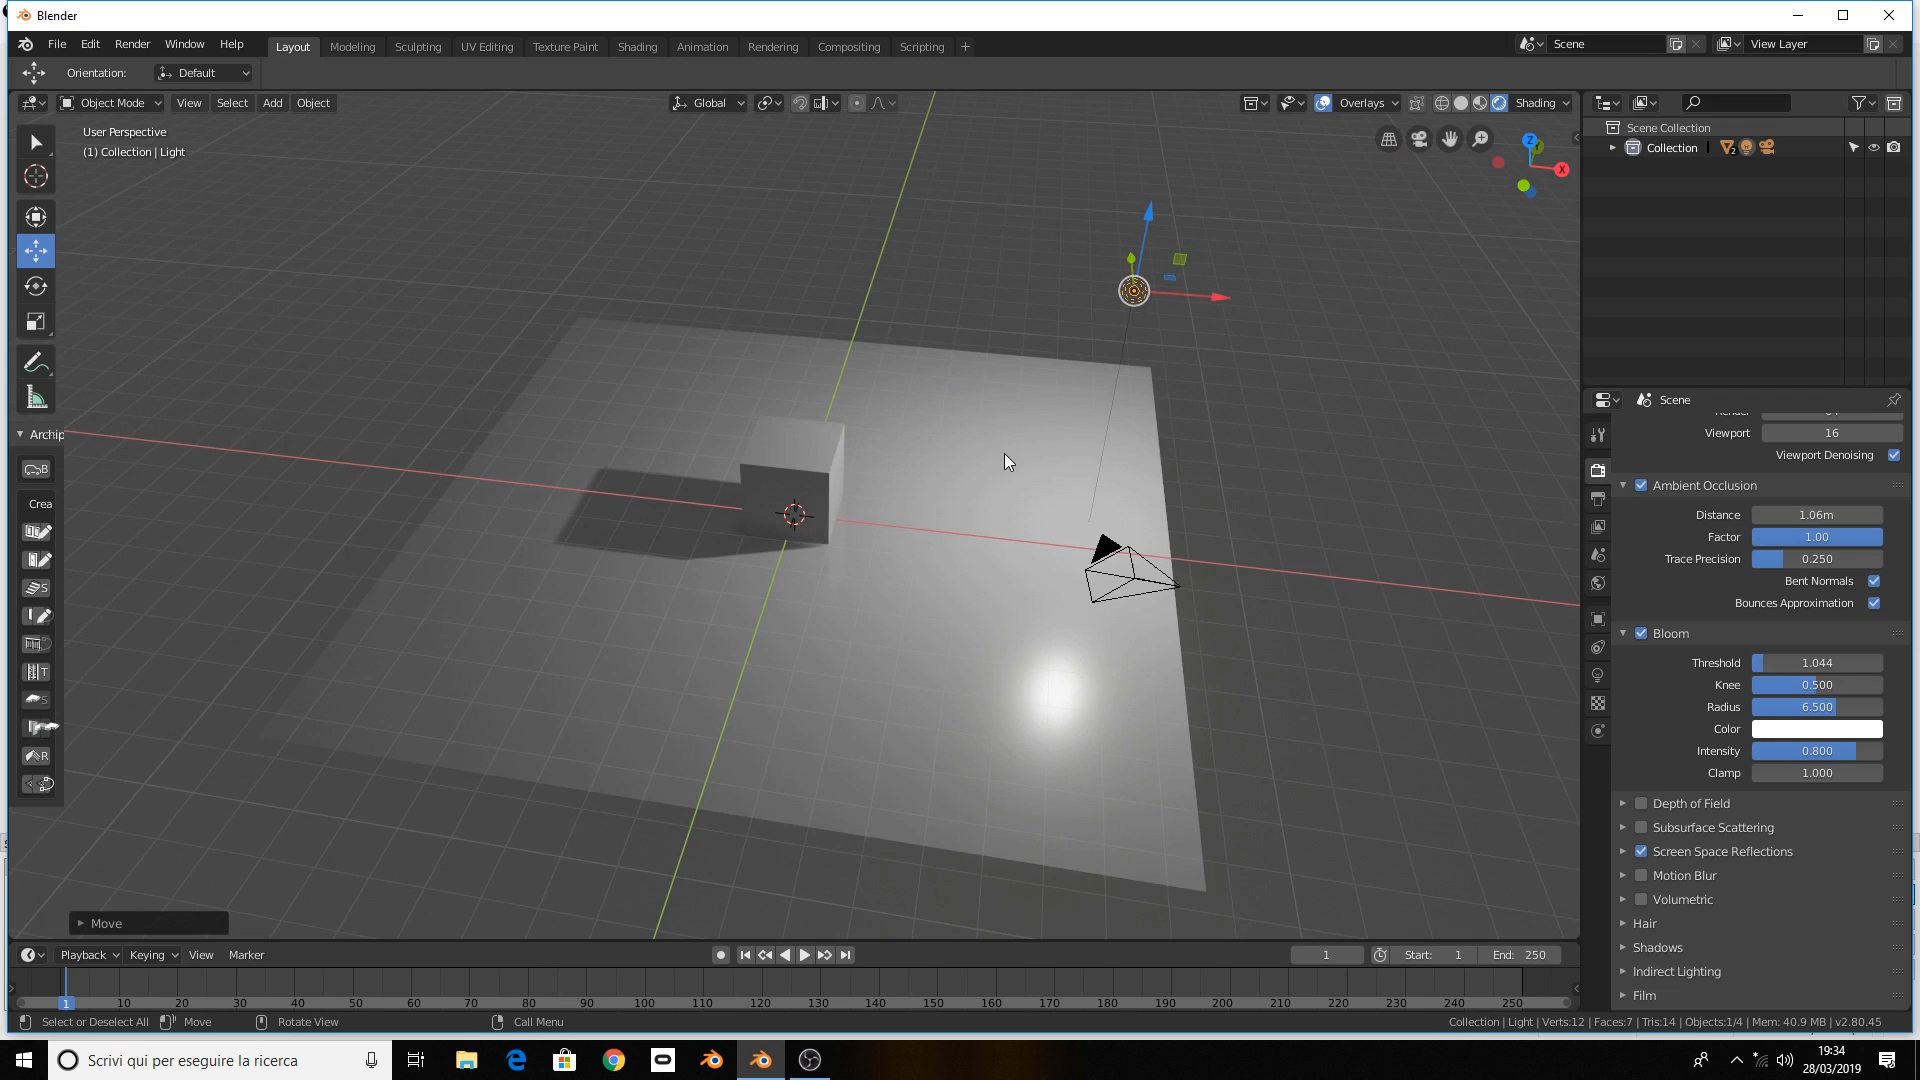 Blender
File Edit Render Window Help Layout Modeling Sculpting UV Editing Texture Paint Shading Animation Rendering Compositing Scripting + Scene View Layer
Orientation: Default
Object Mode View Select Add Object Global Overlays Shading
User Perspective
(1) Collection | Light
Z
Y
X
Scene Collection
Collection 2
Scene
Viewport 16
Viewport Denoising
Ambient Occlusion
Distance 1.06m
Factor 1.00
Trace Precision 0.250
Bent Normals
Bounces Approximation
Bloom
Threshold 1.044
Knee 0.500
Radius 6.500
Color
Intensity 0.800
Clamp 1.000
Depth of Field
Subsurface Scattering
Screen Space Reflections
Motion Blur
Volumetric
Hair
Shadows
Indirect Lighting
Film
Archip
B
Crea
S
T
S
R
Move
Playback Keying View Marker 1 Start: 1 End: 250
1 10 20 30 40 50 60 70 80 90 100 110 120 130 140 150 160 170 180 190 200 210 220 230 240 250
Select or Deselect All Move Rotate View Call Menu Collection | Light | Verts:12 | Faces:7 | Tris:14 | Objects:1/4 | Mem: 40.9 MB | v2.80.45
Scrivi qui per eseguire la ricerca
19:34
28/03/2019